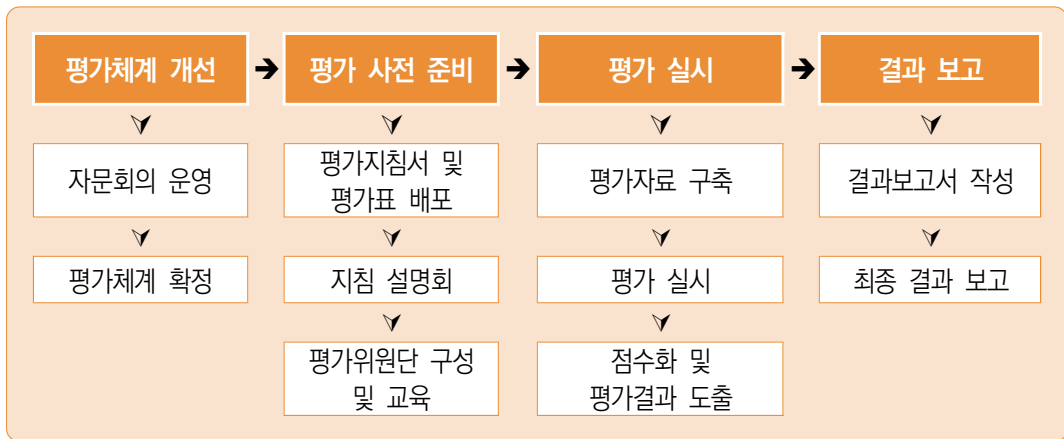 평가체계 개선
평가 사전 준비
평가 실시
결과 보고
자문회의 운영
평가체계 확정
평가지침서 및
평가표 배포
지침 설명회
평가위원단 구성
및 교육
평가자료 구축
평가 실시
점수화 및
평가결과 도출
결과보고서 작성
최종 결과 보고